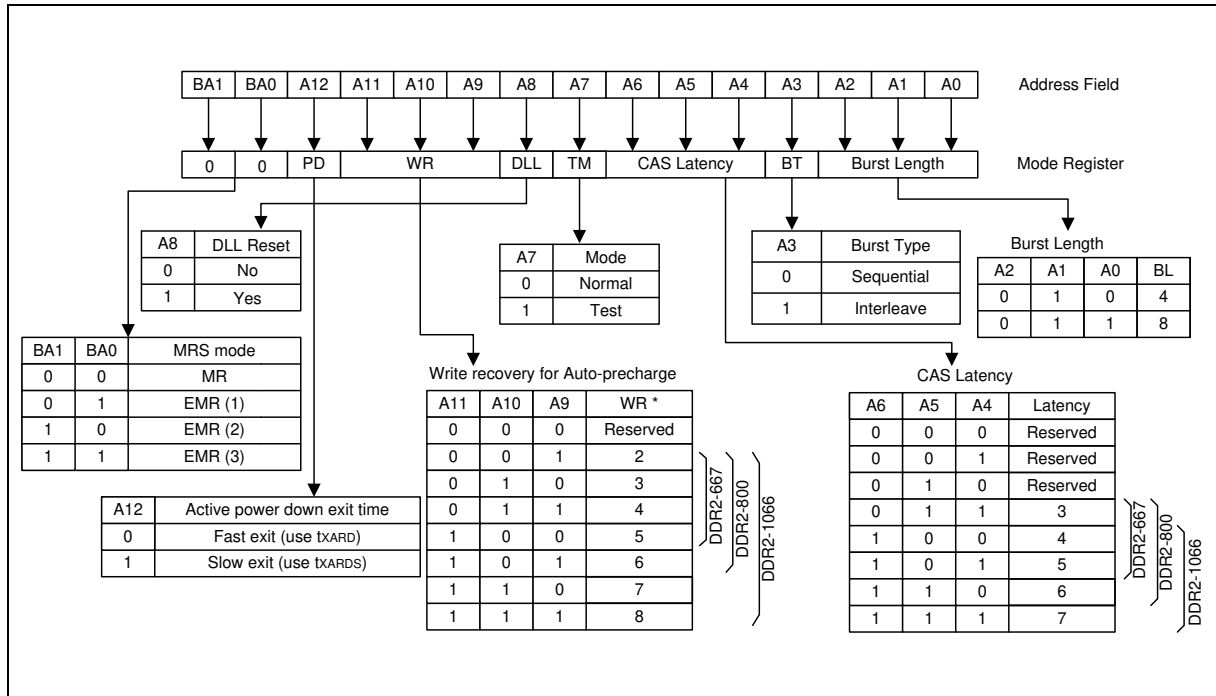 BA1 BA0 A12 A11 A10 A9 A8 A7 A6 A5 A4 A3 A2 A1 A0 Address Field
0 0 PD WR DLL TM CAS Latency BT Burst Length Mode Register
A8 DLL Reset
0 No
1 Yes
A7 Mode
0 Normal
1 Test
A3 Burst Type
0 Sequential
1 Interleave
Burst Length
A2 A1 A0 BL
0 1 0 4
0 1 1 8
BA1 BA0 MRS mode
0 0 MR
0 1 EMR (1)
1 0 EMR (2)
1 1 EMR (3)
A12 Active power down exit time
0 Fast exit (use tXARD)
1 Slow exit (use tXARDS)
Write recovery for Auto-precharge
A11 A10 A9 WR *
0 0 0 Reserved
0 0 1 2
0 1 0 3
0 1 1 4
1 0 0 5
1 0 1 6
1 1 0 7
1 1 1 8
DDR2-667
DDR2-800
DDR2-1066
CAS Latency
A6 A5 A4 Latency
0 0 0 Reserved
0 0 1 Reserved
0 1 0 Reserved
0 1 1 3
1 0 0 4
1 0 1 5
1 1 0 6
1 1 1 7
DDR2-667
DDR2-800
DDR2-1066